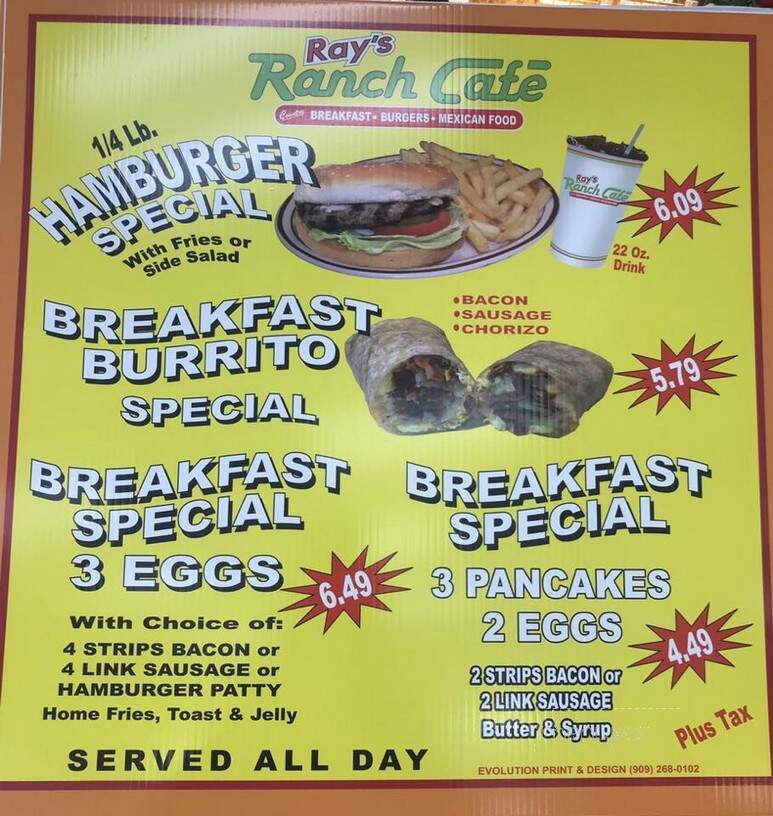 Ray's
Ranch Café
Country BREAKFAST • BURGERS • MEXICAN FOOD
1/4 Lb.
HAMBURGER
SPECIAL
With Fries or
Side Salad
Ray's
Ranch Café
6.09
22 Oz.
Drink
BREAKFAST
BURRITO
SPECIAL
•BACON
•SAUSAGE
•CHORIZO
5.79
BREAKFAST
SPECIAL
3 EGGS
6.49
With Choice of:
4 STRIPS BACON or
4 LINK SAUSAGE or
HAMBURGER PATTY
Home Fries, Toast & Jelly
BREAKFAST
SPECIAL
3 PANCAKES
2 EGGS
4.49
2 STRIPS BACON or
2 LINK SAUSAGE
Butter & Syrup
Plus Tax
SERVED ALL DAY
EVOLUTION PRINT & DESIGN (909) 268-0102